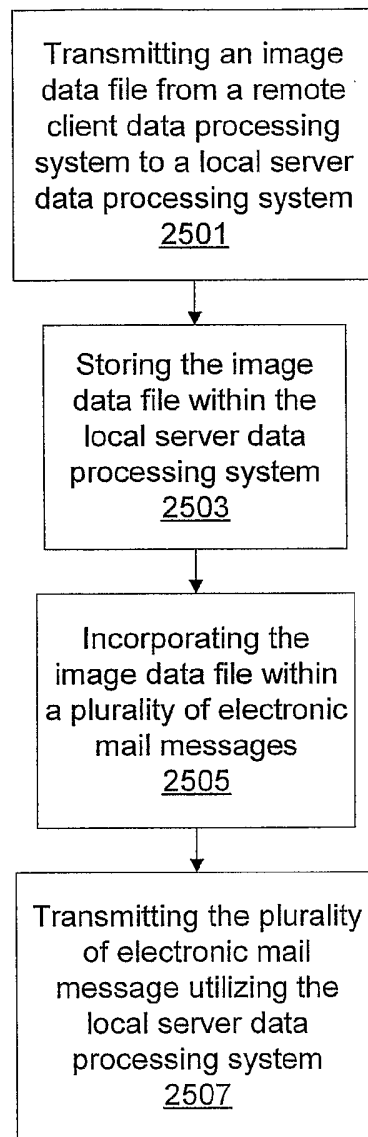 Transmitting an image
data file from a remote
client data processing
system to a local server
data processing system
2501
Storing the image
data file within the
local server data
processing system
2503
Incorporating the
image data file within
a plurality of electronic
mail messages
2505
Transmitting the plurality
of electronic mail
message utilizing the
local server data
processing system
2507